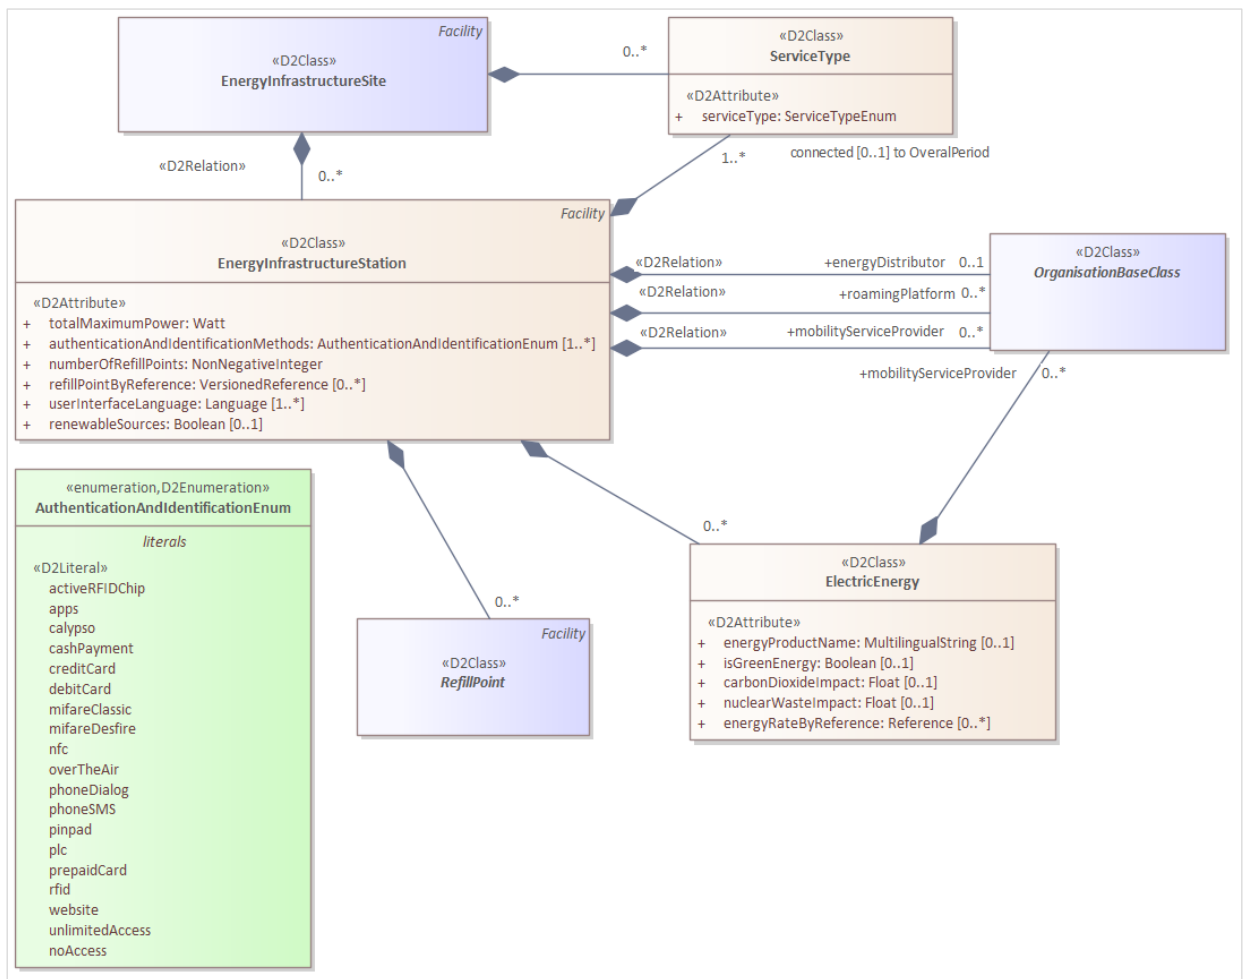 Facility
«D2Class»
EnergyInfrastructureSite
0..*
«D2Class»
ServiceType
«D2Attribute»
+ serviceType: ServiceTypeEnum
«D2Relation»
0..*
1..*
connected [0..1] to OveralPeriod
Facility
«D2Class»
EnergyInfrastructureStation
«D2Attribute»
+ totalMaximumPower: Watt
+ authenticationAndIdentificationMethods: AuthenticationAndIdentificationEnum [1..*]
+ numberOfRefillPoints: NonNegativeInteger
+ refillPointByReference: VersionedReference [0..*]
+ userInterfaceLanguage: Language [1..*]
+ renewableSources: Boolean [0..1]
«D2Relation» +energyDistributor 0..1
«D2Relation» +roamingPlatform 0..*
«D2Relation» +mobilityServiceProvider 0..*
«D2Class»
OrganisationBaseClass
+mobilityServiceProvider 0..*
«enumeration,D2Enumeration»
AuthenticationAndIdentificationEnum
literals
«D2Literal»
activeRFIDChip
apps
calypso
cashPayment
creditCard
debitCard
mifareClassic
mifareDesfire
nfc
overTheAir
phoneDialog
phoneSMS
pinpad
plc
prepaidCard
rfid
website
unlimitedAccess
noAccess
0..*
Facility
«D2Class»
RefillPoint
0..*
«D2Class»
ElectricEnergy
«D2Attribute»
+ energyProductName: MultilingualString [0..1]
+ isGreenEnergy: Boolean [0..1]
+ carbonDioxideImpact: Float [0..1]
+ nuclearWasteImpact: Float [0..1]
+ energyRateByReference: Reference [0..*]